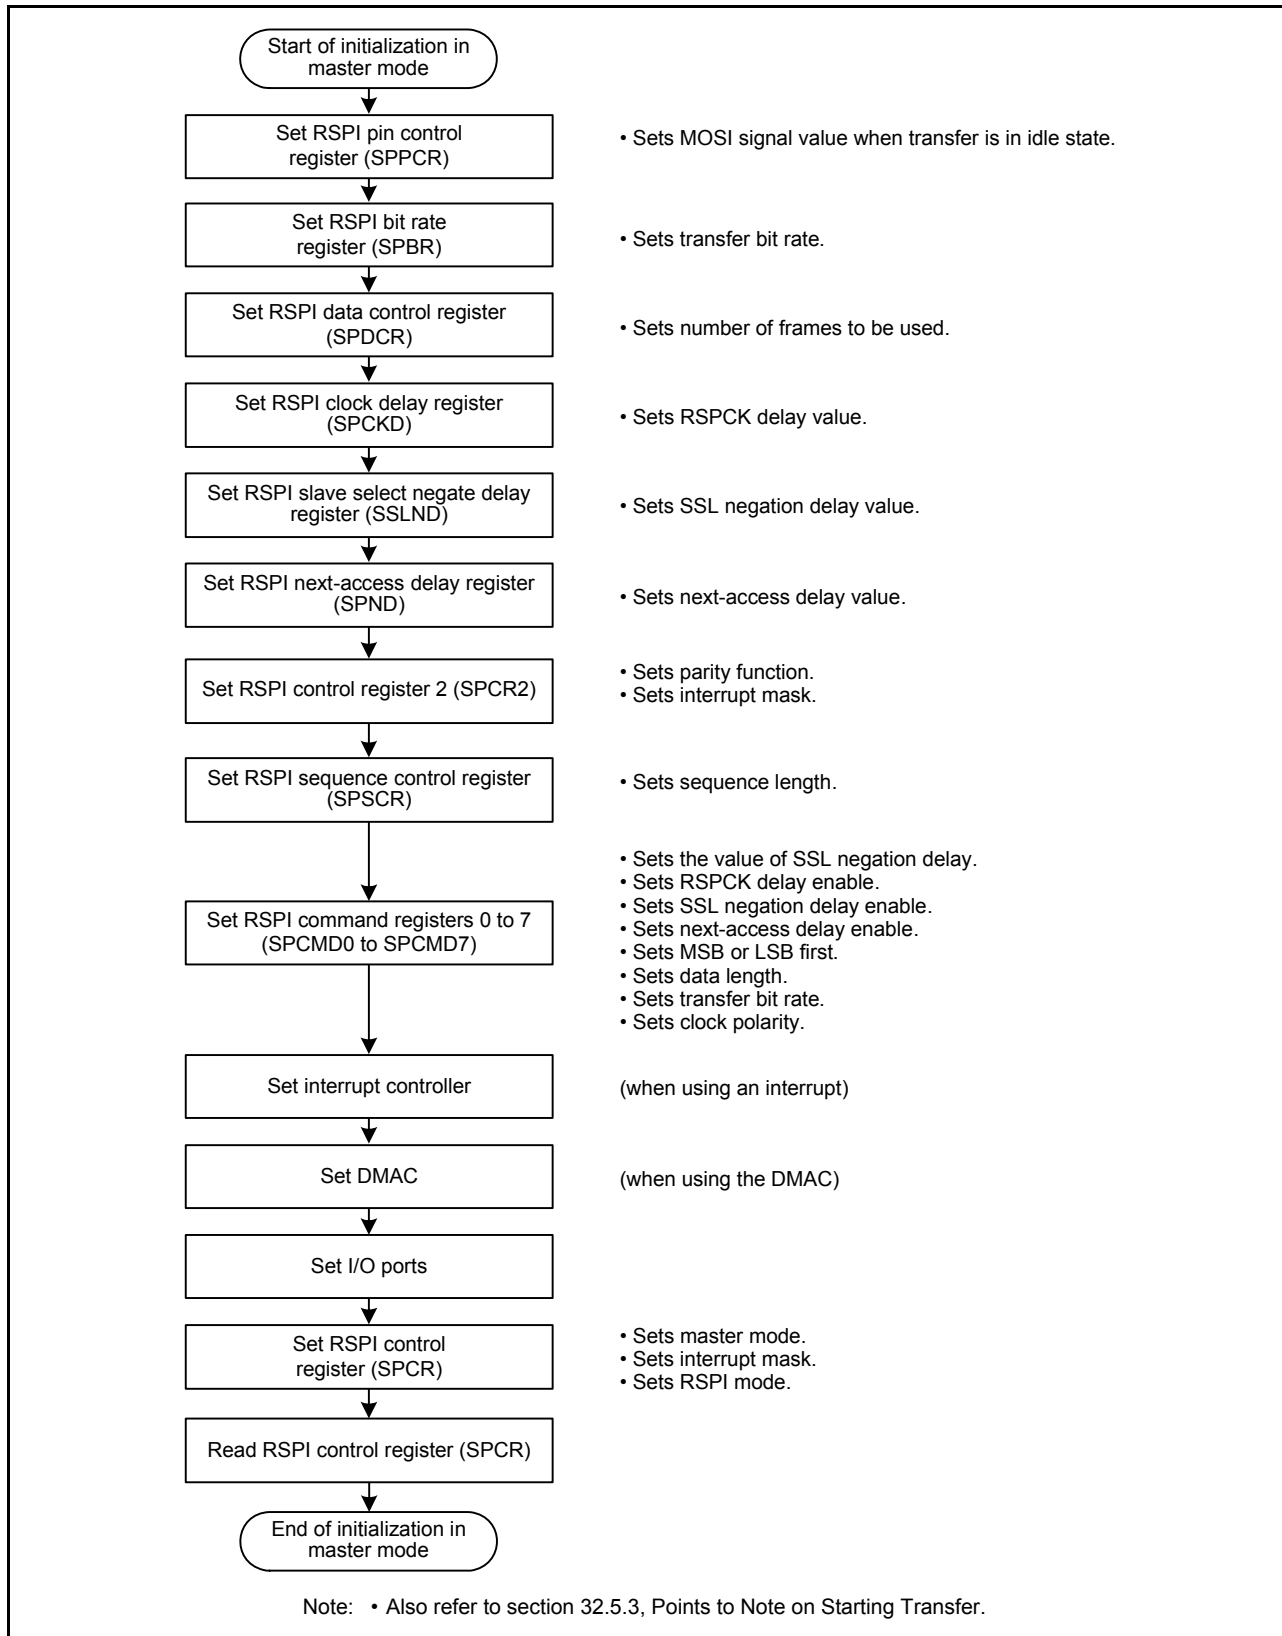 Start of initialization in
master mode
Set RSPI pin control
register (SPPCR)
• Sets MOSI signal value when transfer is in idle state.
Set RSPI bit rate
register (SPBR)
• Sets transfer bit rate.
Set RSPI data control register
(SPDCR)
• Sets number of frames to be used.
Set RSPI clock delay register
(SPCKD)
• Sets RSPCK delay value.
Set RSPI slave select negate delay
register (SSLND)
• Sets SSL negation delay value.
Set RSPI next-access delay register
(SPND)
• Sets next-access delay value.
Set RSPI control register 2 (SPCR2)
• Sets parity function.
• Sets interrupt mask.
Set RSPI sequence control register
(SPSCR)
• Sets sequence length.
Set RSPI command registers 0 to 7
(SPCMD0 to SPCMD7)
• Sets the value of SSL negation delay.
• Sets RSPCK delay enable.
• Sets SSL negation delay enable.
• Sets next-access delay enable.
• Sets MSB or LSB first.
• Sets data length.
• Sets transfer bit rate.
• Sets clock polarity.
Set interrupt controller
(when using an interrupt)
Set DMAC
(when using the DMAC)
Set I/O ports
Set RSPI control
register (SPCR)
• Sets master mode.
• Sets interrupt mask.
• Sets RSPI mode.
Read RSPI control register (SPCR)
End of initialization in
master mode
Note: • Also refer to section 32.5.3, Points to Note on Starting Transfer.